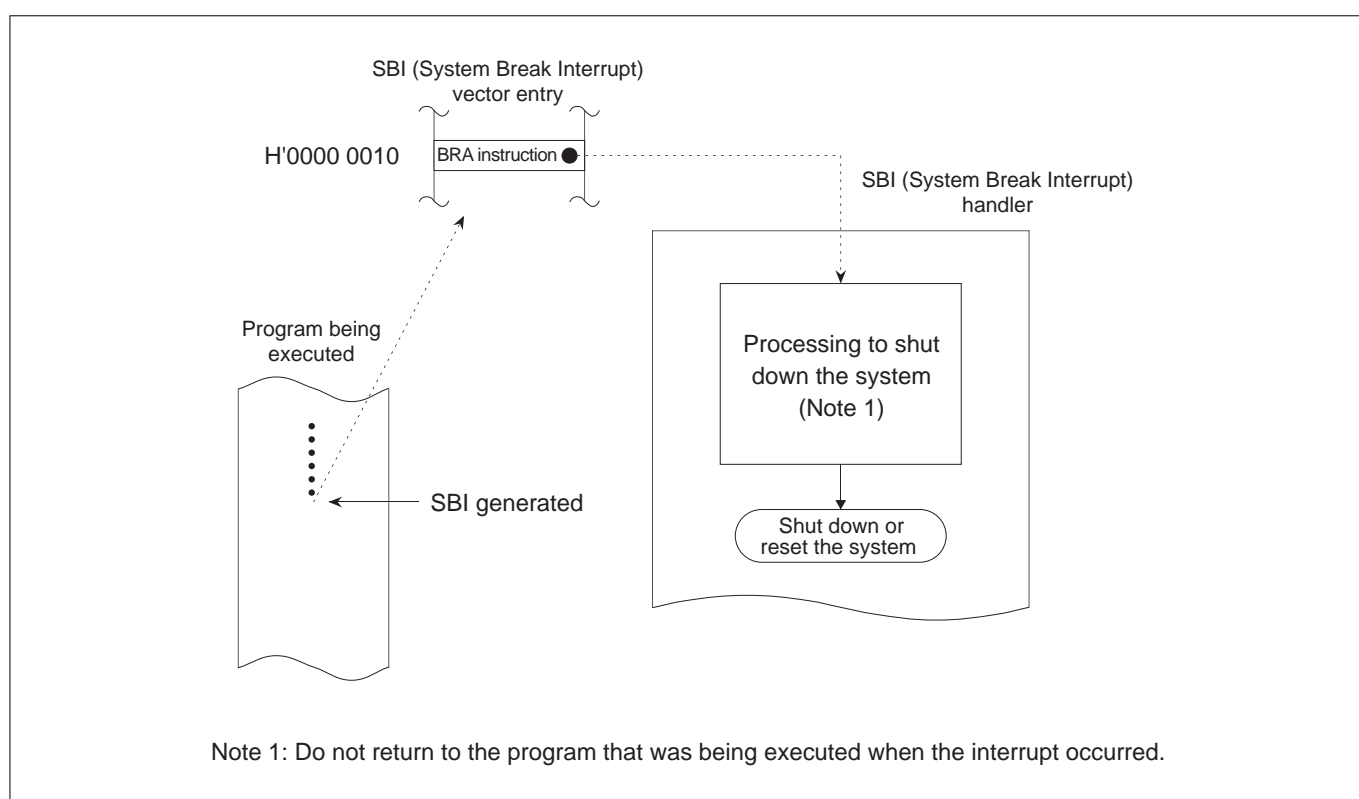 SBI (System Break Interrupt)
vector entry
H'0000 0010
BRA instruction
SBI (System Break Interrupt)
handler
Program being
executed
Processing to shut
down the system
(Note 1)
SBI generated
Shut down or
reset the system
Note 1: Do not return to the program that was being executed when the interrupt occurred.